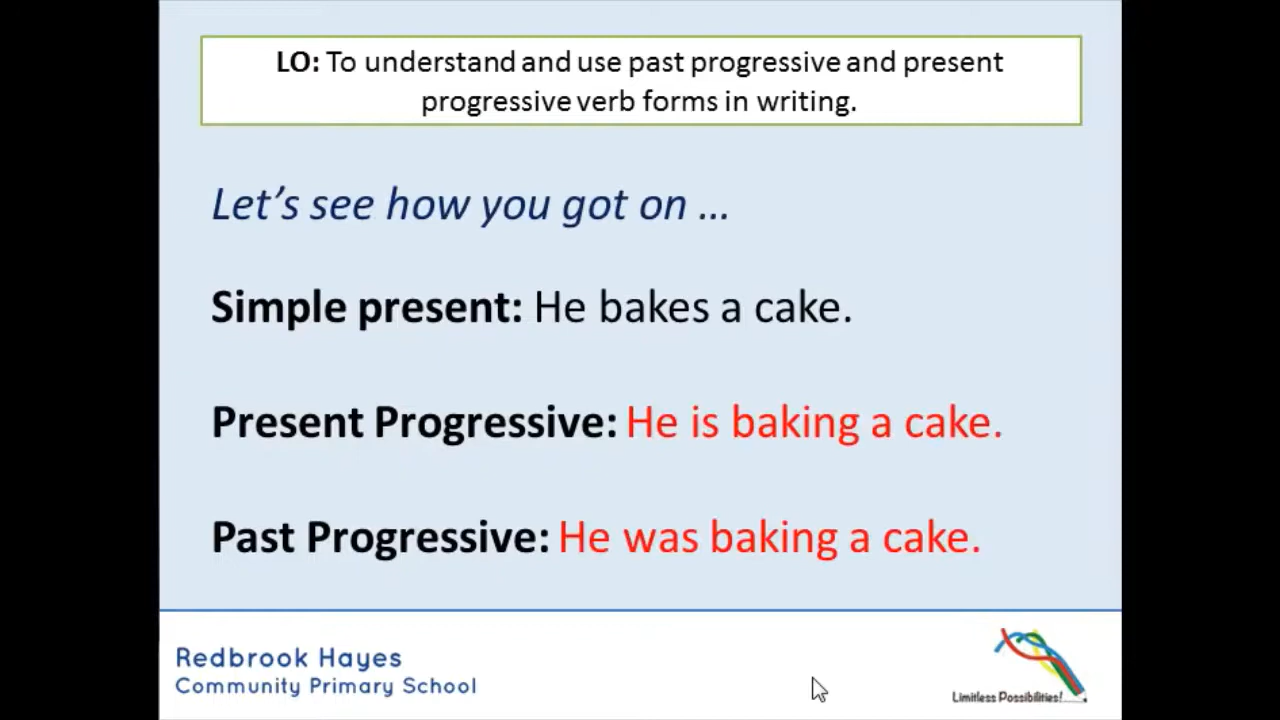 LO: To understand and use past progressive and present
progressive verb forms in writing.
Let's see how you got on ...
Simple present: He bakes a cake.
Present Progressive: He is baking a cake.
Past Progressive: He was baking a cake.
Redbrook Hayes
Community Primary School
Limitless Possibilities!